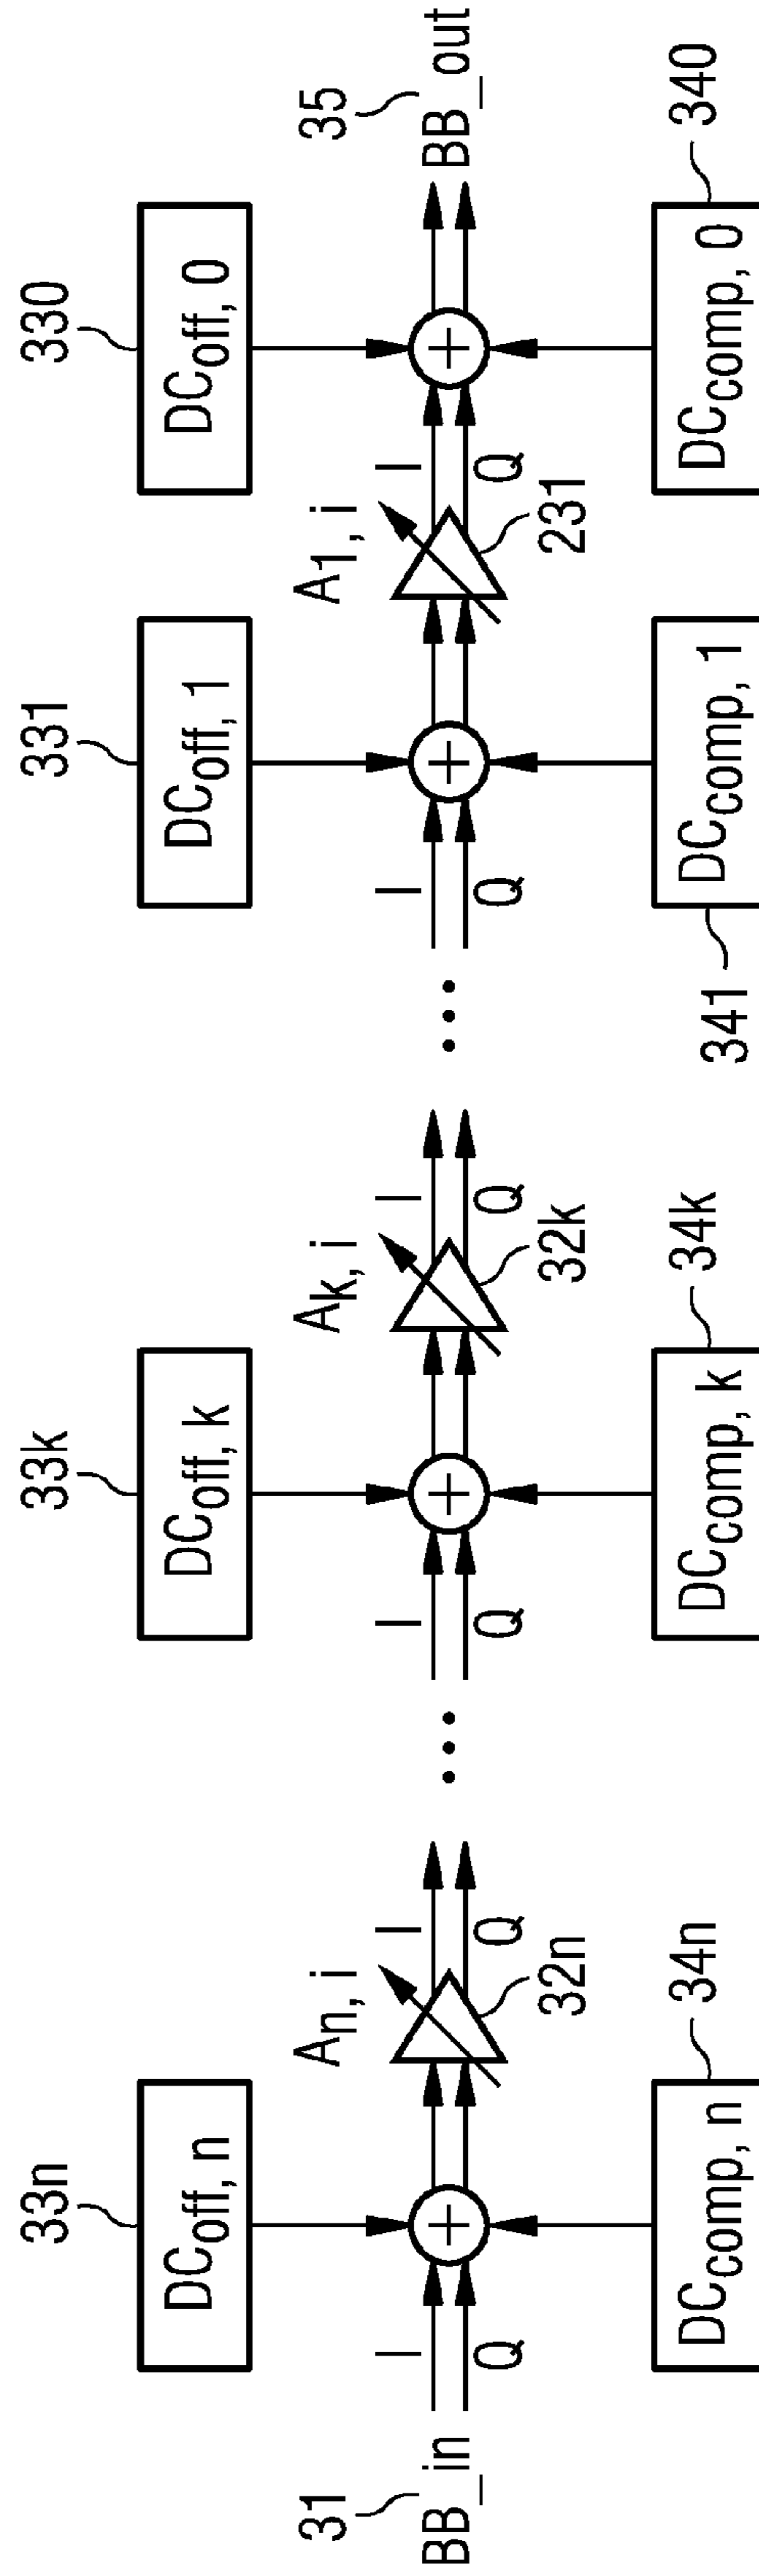 33n
33k
331
330
DCoff, n
DCoff, k
DCoff, 1
DCoff, 0
31
An, i
Ak, i
A1, i
35
BB_in
I
I
I
I
I
I
BB_out
Q
Q
Q
Q
Q
Q
32n
32k
231
DCcomp, n
DCcomp, k
DCcomp, 1
DCcomp, 0
34n
34k
341
340